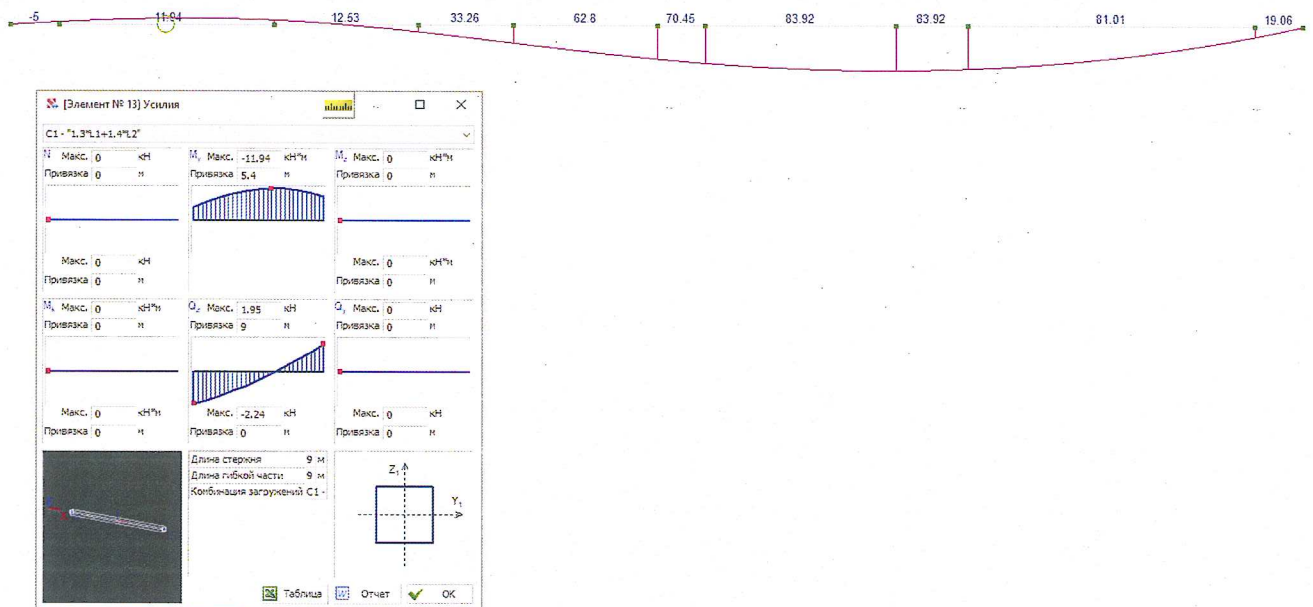 -5 11.94 12.53 33.26 62.8 70.45 83.92 83.92 81.01 19.06
[Элемент № 13] Усилия
C1 - "1.3*L1+1.4*L2"
N Макс. 0 кН My Макс. -11.94 кН*м Mz Макс. 0 кН*м
Привязка 0 м Привязка 5.4 м Привязка 0 м
Макс. 0 кН Макс. 0 кН*м
Привязка 0 м Привязка 0 м
Mk Макс. 0 кН*м Qz Макс. 1.95 кН Qy Макс. 0 кН
Привязка 0 м Привязка 9 м Привязка 0 м
Макс. 0 кН*м Макс. -2.24 кН Макс. 0 кН
Привязка 0 м Привязка 0 м Привязка 0 м
Длина стержня 9 м
Длина гибкой части 9 м
Комбинация загружений C1 -
Z1
Y1
Таблица W Отчет OK